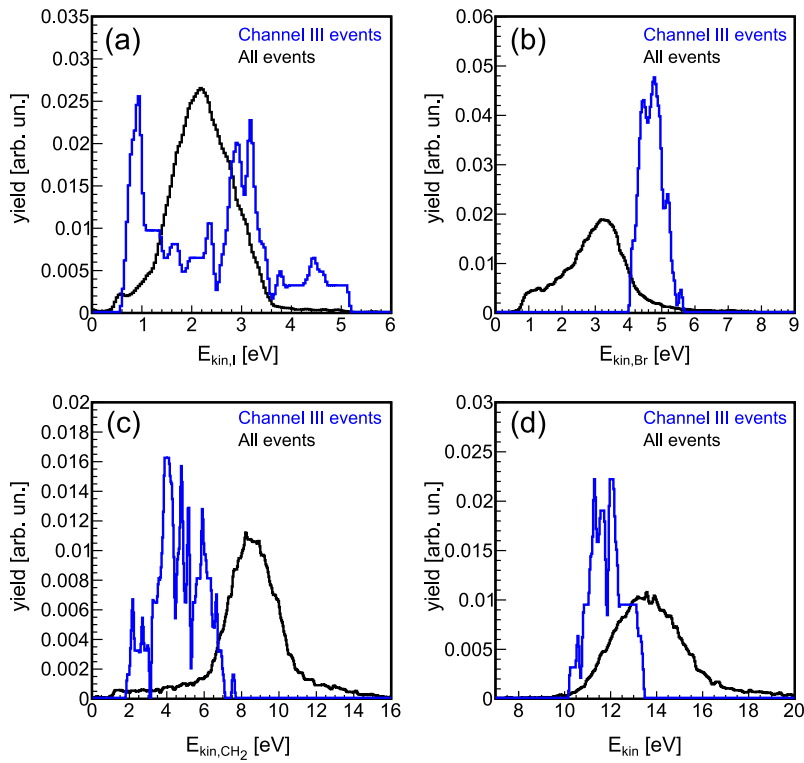 (a)
Channel III events
All events
yield [arb. un.]
0.035
0.03
0.025
0.02
0.015
0.01
0.005
0
0 1 2 3 4 5 6
E_kin,I [eV]
(b)
Channel III events
All events
yield [arb. un.]
0.06
0.05
0.04
0.03
0.02
0.01
0
0 1 2 3 4 5 6 7 8 9
E_kin,Br [eV]
(c)
Channel III events
All events
yield [arb. un.]
0.02
0.018
0.016
0.014
0.012
0.01
0.008
0.006
0.004
0.002
0
0 2 4 6 8 10 12 14 16
E_kin,CH₂ [eV]
(d)
Channel III events
All events
yield [arb. un.]
0.03
0.025
0.02
0.015
0.01
0.005
0
8 10 12 14 16 18 20
E_kin [eV]